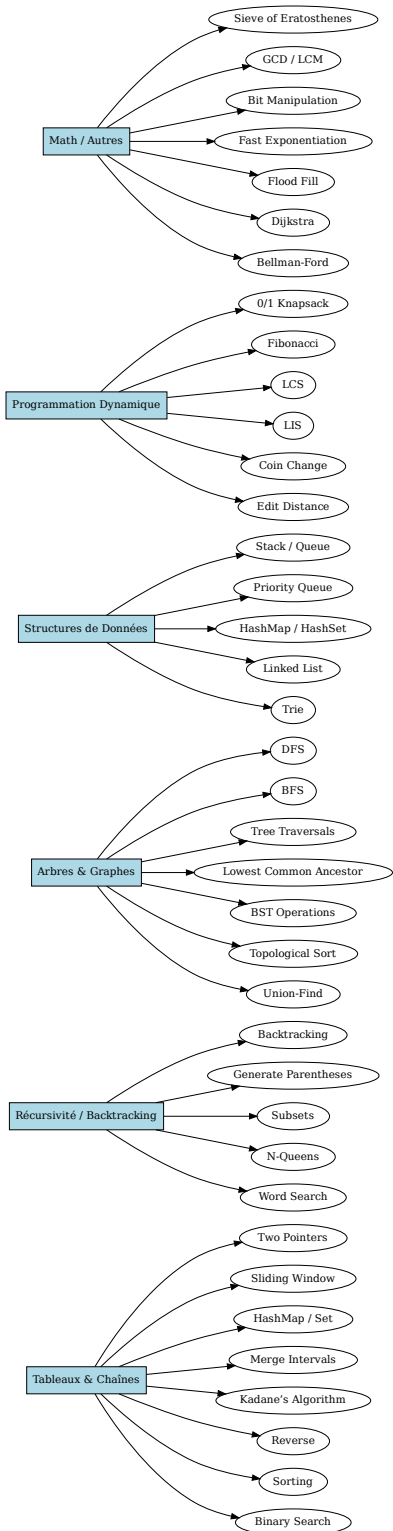 Sieve of Eratosthenes
GCD / LCM
Bit Manipulation
Math / Autres
Fast Exponentiation
Flood Fill
Dijkstra
Bellman-Ford
0/1 Knapsack
Fibonacci
LCS
Programmation Dynamique
LIS
Coin Change
Edit Distance
Stack / Queue
Priority Queue
Structures de Données
HashMap / HashSet
Linked List
Trie
DFS
BFS
Tree Traversals
Arbres & Graphes
Lowest Common Ancestor
BST Operations
Topological Sort
Union-Find
Backtracking
Generate Parentheses
Récursivité / Backtracking
Subsets
N-Queens
Word Search
Two Pointers
Sliding Window
HashMap / Set
Merge Intervals
Tableaux & Chaînes
Kadane’s Algorithm
Reverse
Sorting
Binary Search